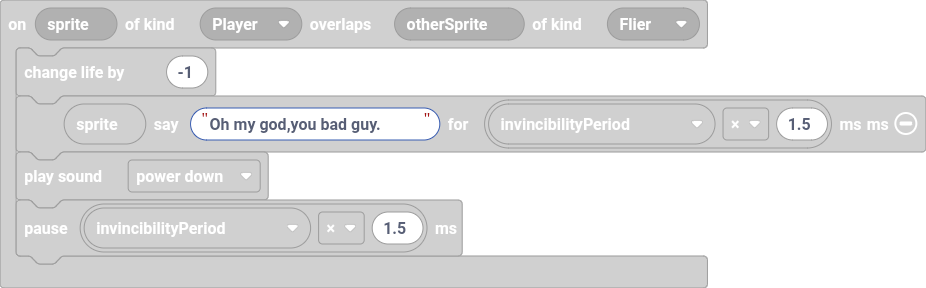 on sprite of kind Player overlaps otherSprite of kind Flier
change life by -1
sprite say "Oh my god,you bad guy. " for invincibilityPeriod × 1.5 ms ms
play sound power down
pause invincibilityPeriod × 1.5 ms